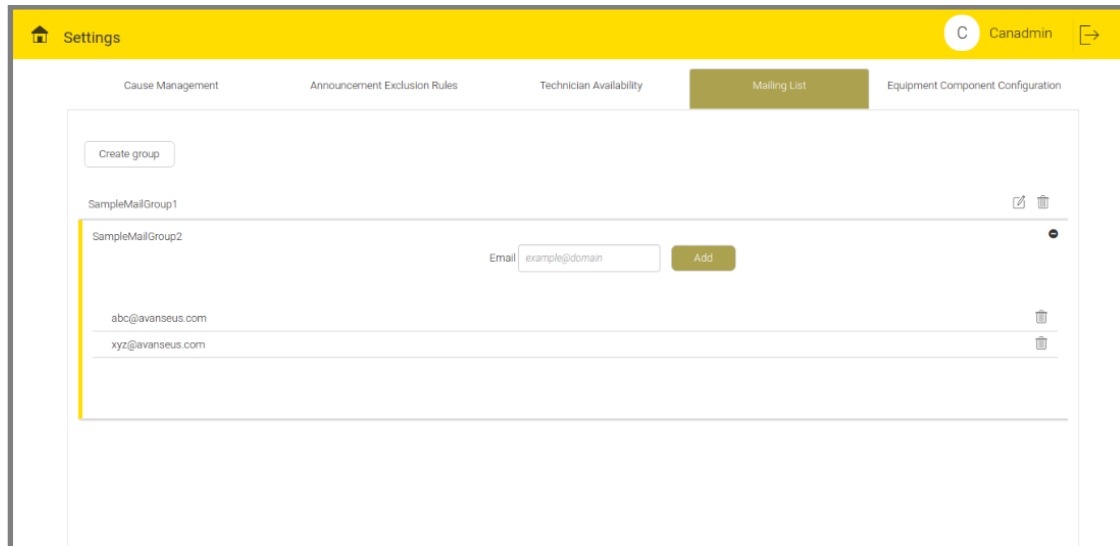 Settings
C Canadmin
Cause Management Announcement Exclusion Rules Technician Availability Mailing List Equipment Component Configuration
Create group
SampleMailGroup1
SampleMailGroup2
Email example@domain Add
abc@avanseus.com
xyz@avanseus.com